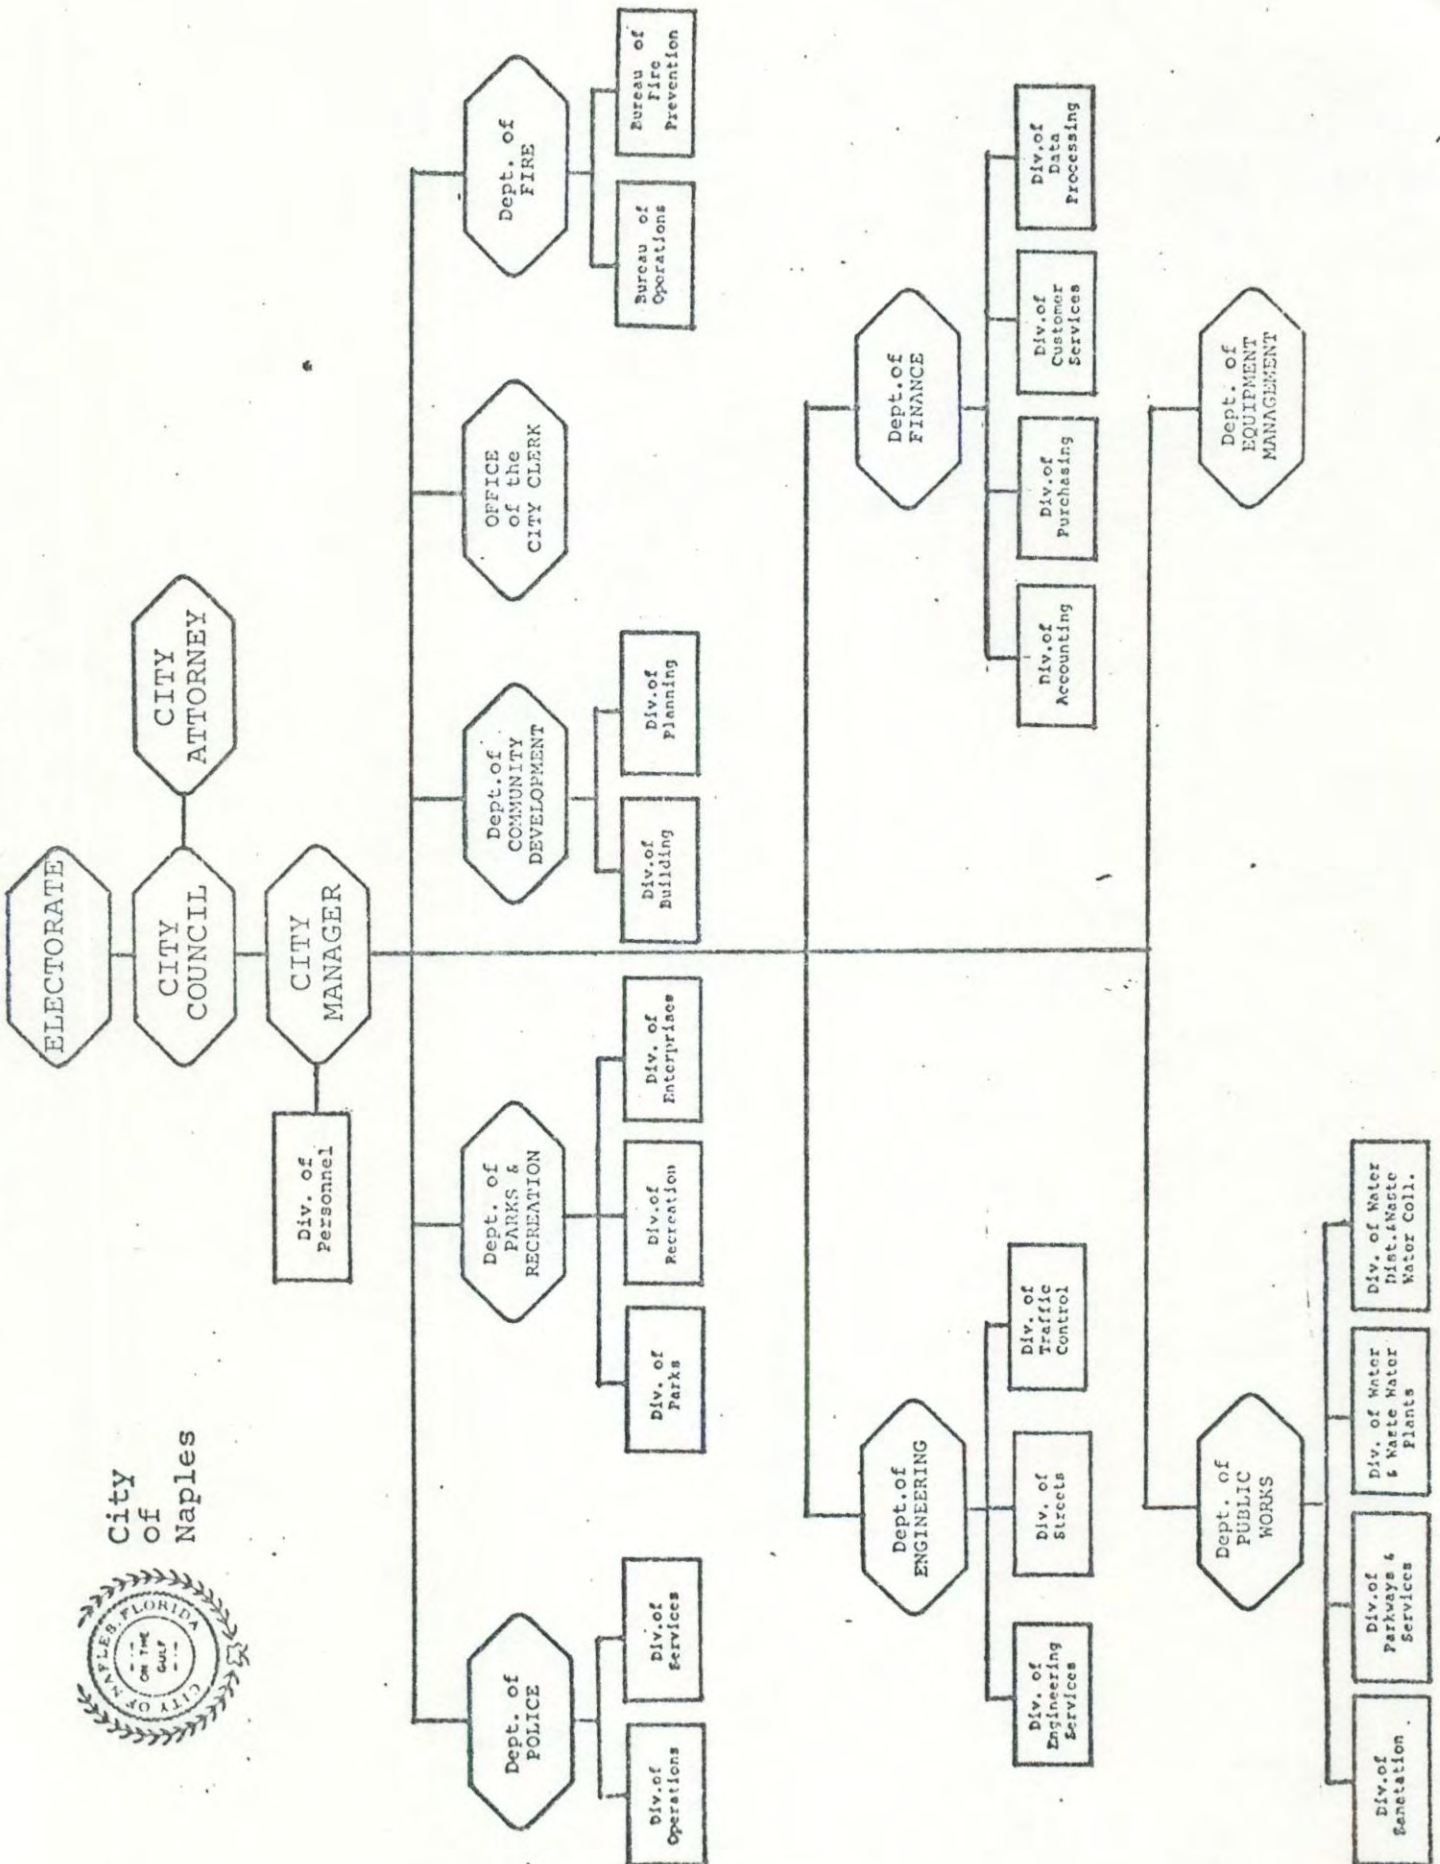 City
of
Naples
CITY OF NAPLES, FLORIDA
ON THE
GULF
ELECTORATE
CITY
COUNCIL
CITY
ATTORNEY
CITY
MANAGER
Div. of
Personnel
Dept. of
POLICE
Div.of
Operations
Div.of
Services
Dept. of
PARKS &
RECREATION
Div. of
Parks
Div.of
Recreation
Div. of
Enterprises
Dept.of
COMMUNITY
DEVELOPMENT
Div.of
Building
Div.of
Planning
OFFICE
of the
CITY CLERK
Dept. of
FIRE
Bureau of
Operations
Bureau of
Fire
Prevention
Dept.of
ENGINEERING
Div. of
Engineering
Services
Div. of
Streets
Div. of
Traffic
Control
Dept.of
FINANCE
Div.of
Accounting
Div.of
Purchasing
Div.of
Customer
Services
Div.of
Data
Processing
Dept. of
PUBLIC
WORKS
Div.of
Sanatation
Div.of
Parkways &
Services
Div. of Water
& Waste Water
Plants
Div. of Water
Dist.&Waste
Water Coll.
Dept. of
EQUIPMENT
MANAGEMENT